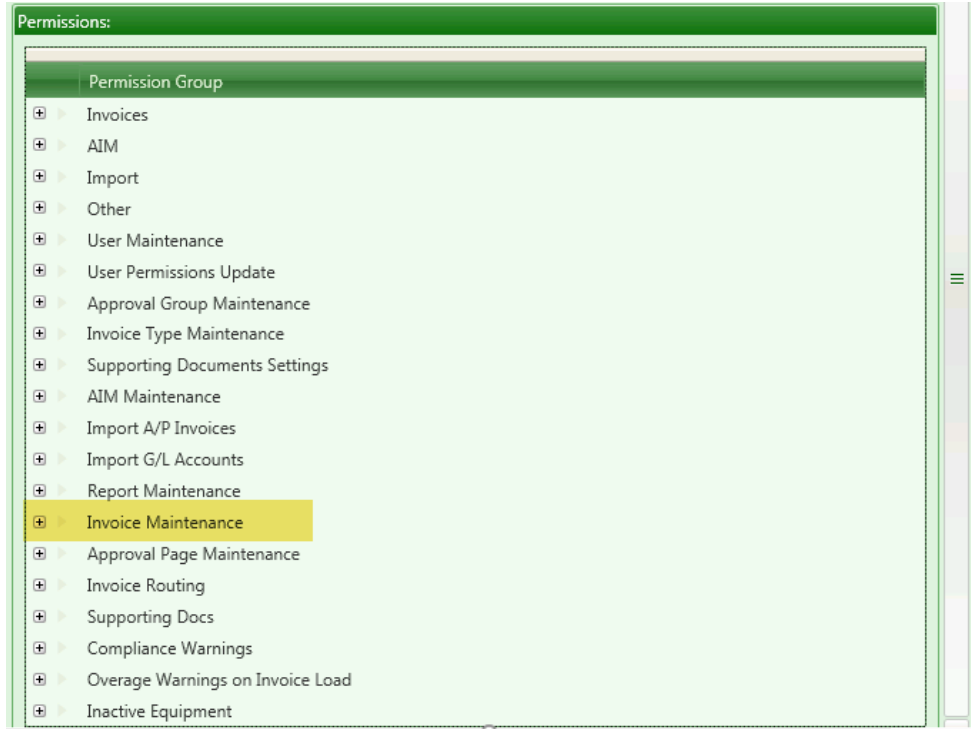 Permissions:
Permission Group
Invoices
AIM
Import
Other
User Maintenance
User Permissions Update
Approval Group Maintenance
Invoice Type Maintenance
Supporting Documents Settings
AIM Maintenance
Import A/P Invoices
Import G/L Accounts
Report Maintenance
Invoice Maintenance
Approval Page Maintenance
Invoice Routing
Supporting Docs
Compliance Warnings
Overage Warnings on Invoice Load
Inactive Equipment